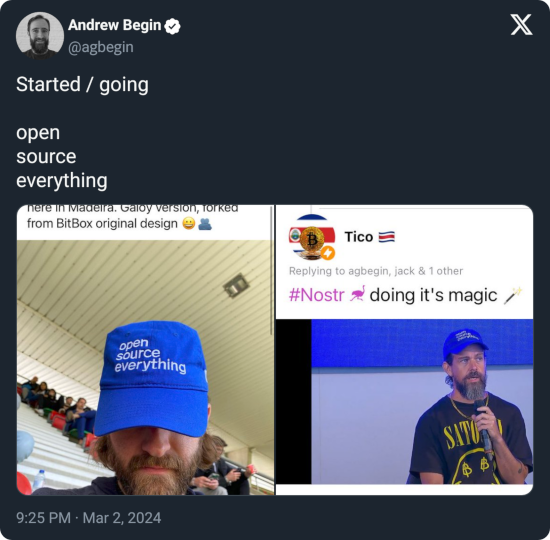 Andrew Begin
@agbegin
Started / going
open
source
everything
here in Madeira. Galoy version, forked
from BitBox original design 😀 🫂
open
source
everything
Tico 🇨🇷
Replying to agbegin, jack & 1 other
#Nostr doing it's magic 🪄
SATO
9:25 PM · Mar 2, 2024